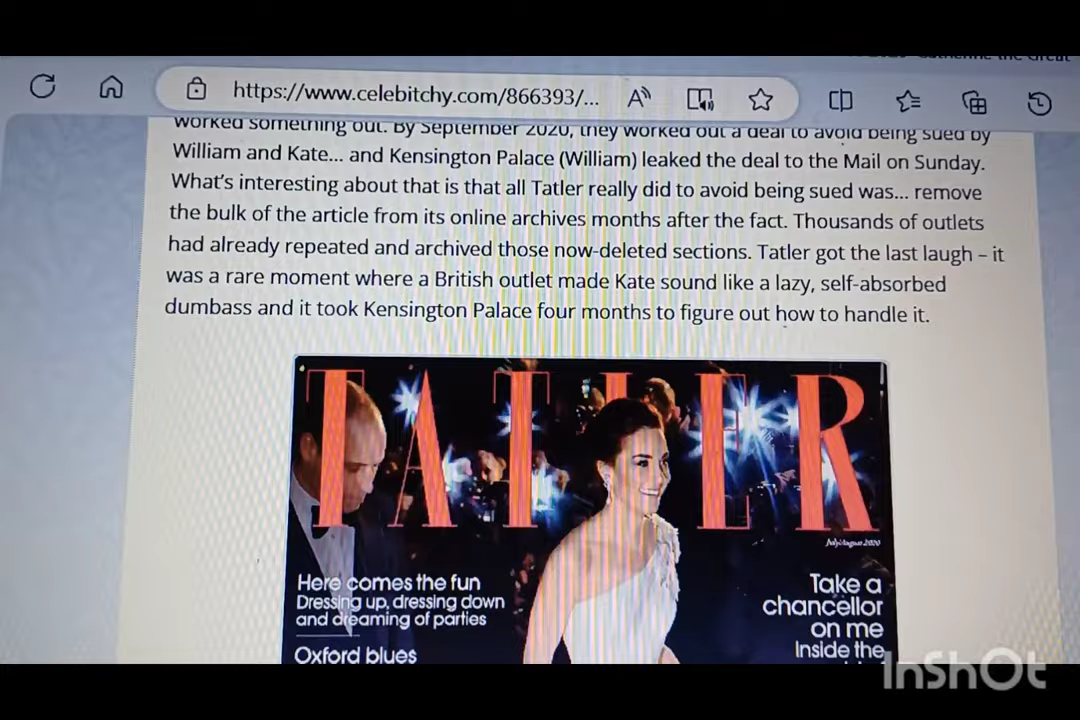 Catherine the Great
https://www.celebitchy.com/866393/...
worked something out. By September 2020, they worked out a deal to avoid being sued by
William and Kate... and Kensington Palace (William) leaked the deal to the Mail on Sunday.
What's interesting about that is that all Tatler really did to avoid being sued was... remove
the bulk of the article from its online archives months after the fact. Thousands of outlets
had already repeated and archived those now-deleted sections. Tatler got the last laugh – it
was a rare moment where a British outlet made Kate sound like a lazy, self-absorbed
dumbass and it took Kensington Palace four months to figure out how to handle it.
TATLER
July/August 2020
Here comes the fun
Dressing up, dressing down
and dreaming of parties
Oxford blues
Take a
chancellor
on me
Inside the
InShOt